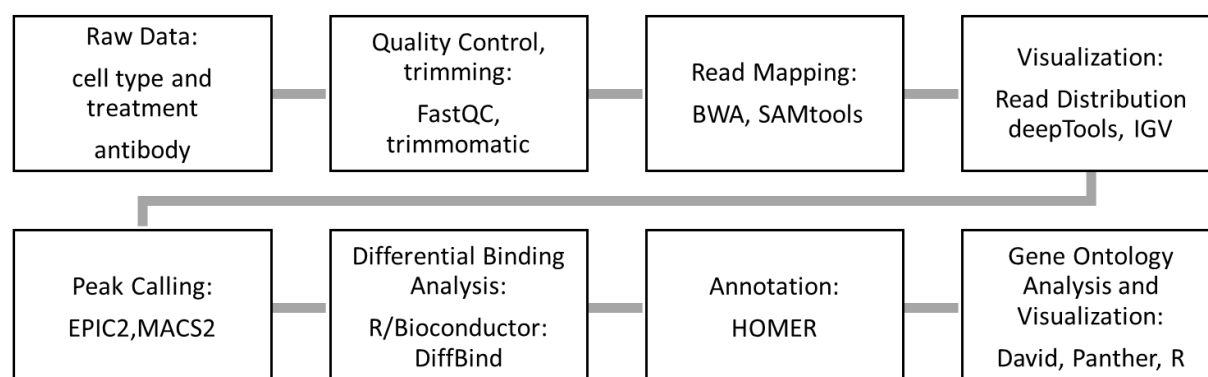 Raw Data:
cell type and
treatment
antibody
Quality Control,
trimming:
FastQC,
trimmomatic
Read Mapping:
BWA, SAMtools
Visualization:
Read Distribution
deepTools, IGV
Peak Calling:
EPIC2,MACS2
Differential Binding
Analysis:
R/Bioconductor:
DiffBind
Annotation:
HOMER
Gene Ontology
Analysis and
Visualization:
David, Panther, R